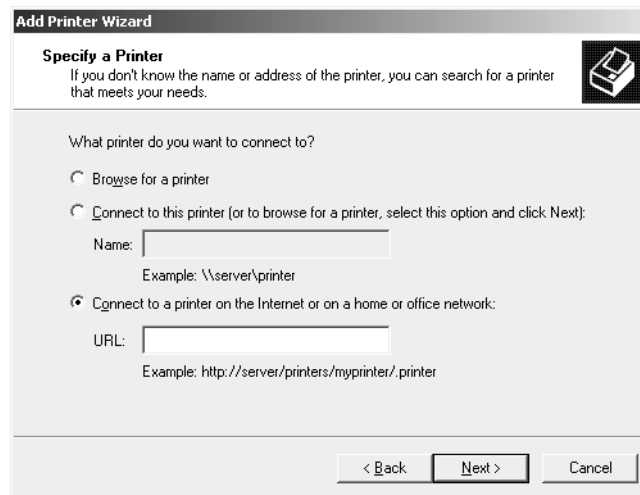 Add Printer Wizard
Specify a Printer
If you don't know the name or address of the printer, you can search for a printer
that meets your needs.
What printer do you want to connect to?
Browse for a printer
Connect to this printer (or to browse for a printer, select this option and click Next):
Name:
Example: \\server\printer
Connect to a printer on the Internet or on a home or office network:
URL:
Example: http://server/printers/myprinter/.printer
< Back Next > Cancel